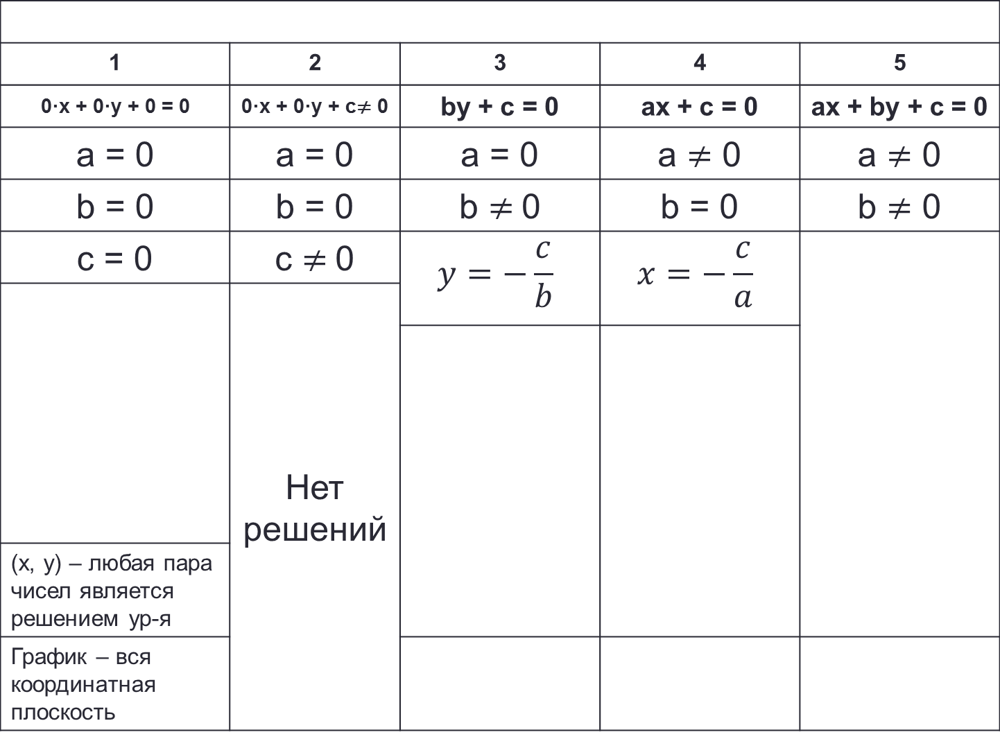 1 2 3 4 5
0·x + 0·y + 0 = 0 0·x + 0·y + c≠ 0 by + c = 0 ax + c = 0 ax + by + c = 0
a = 0 a = 0 a = 0 a ≠ 0 a ≠ 0
b = 0 b = 0 b ≠ 0 b = 0 b ≠ 0
c = 0 c ≠ 0 y = −c/b x = −c/a
Нет
решений
(x, y) – любая пара
чисел является
решением ур-я
График – вся
координатная
плоскость